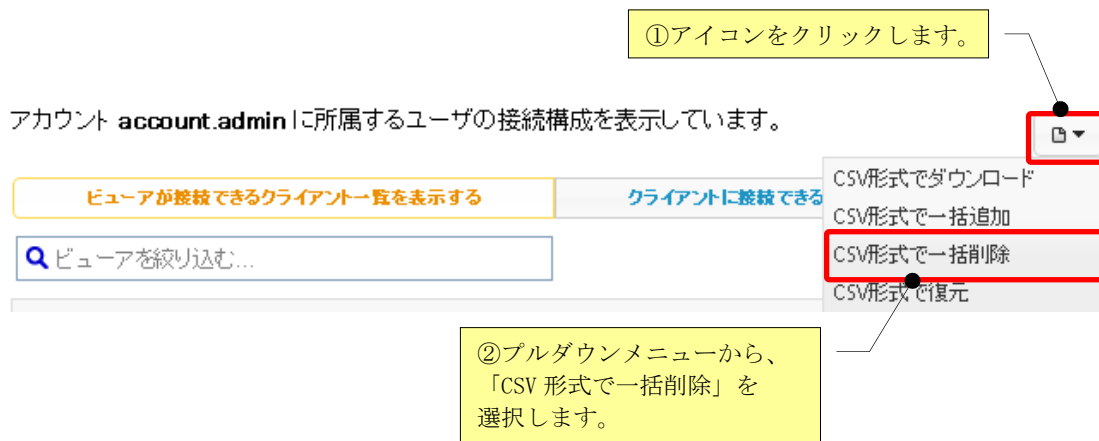 ①アイコンをクリックします。
アカウント account.admin に所属するユーザの接続構成を表示しています。
ビューアが接続できるクライアント一覧を表示する
クライアントに接続できる
CSV形式でダウンロード
CSV形式で一括追加
ビューアを絞り込む...
CSV形式で一括削除
CSV形式で復元
②プルダウンメニューから、
「CSV 形式で一括削除」を
選択します。